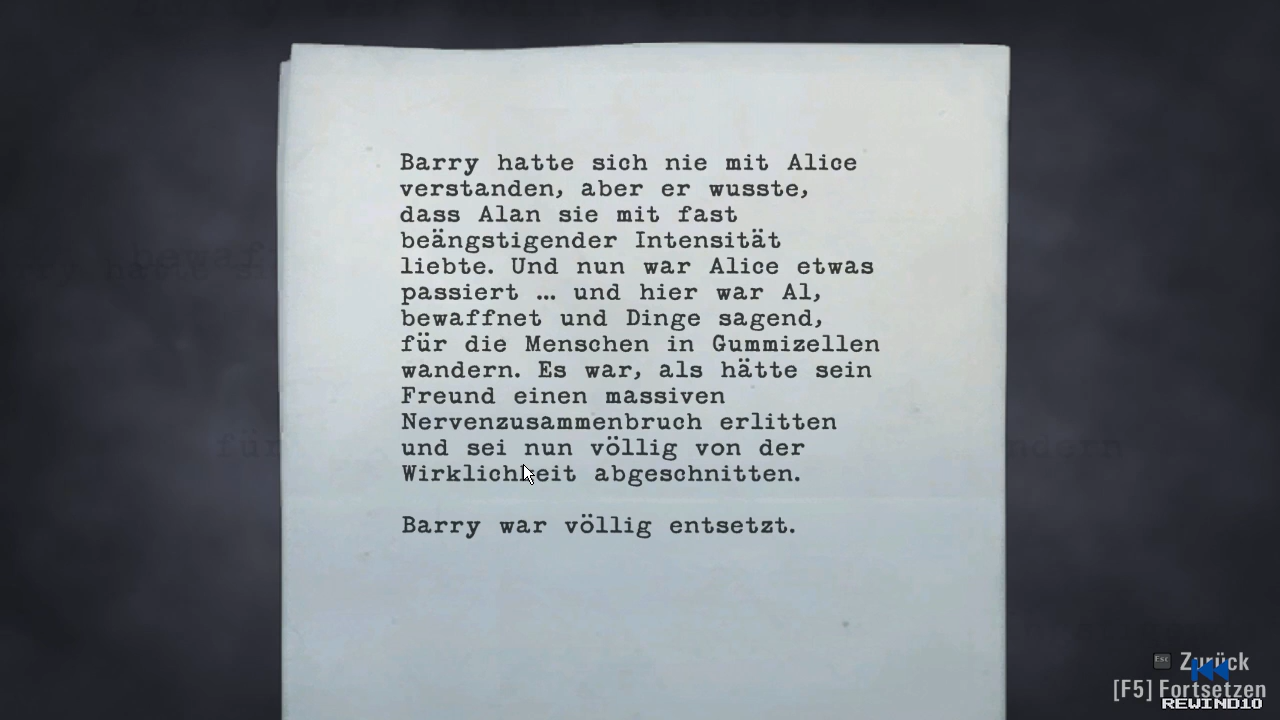 Barry hatte sich nie mit Alice
verstanden, aber er wusste,
dass Alan sie mit fast
beängstigender Intensität
liebte. Und nun war Alice etwas
passiert … und hier war Al,
bewaffnet und Dinge sagend,
für die Menschen in Gummizellen
wandern. Es war, als hätte sein
Freund einen massiven
Nervenzusammenbruch erlitten
und sei nun völlig von der
Wirklichkeit abgeschnitten.
Barry war völlig entsetzt.
Esc Zurück
[F5] Fortsetzen
REWIND10